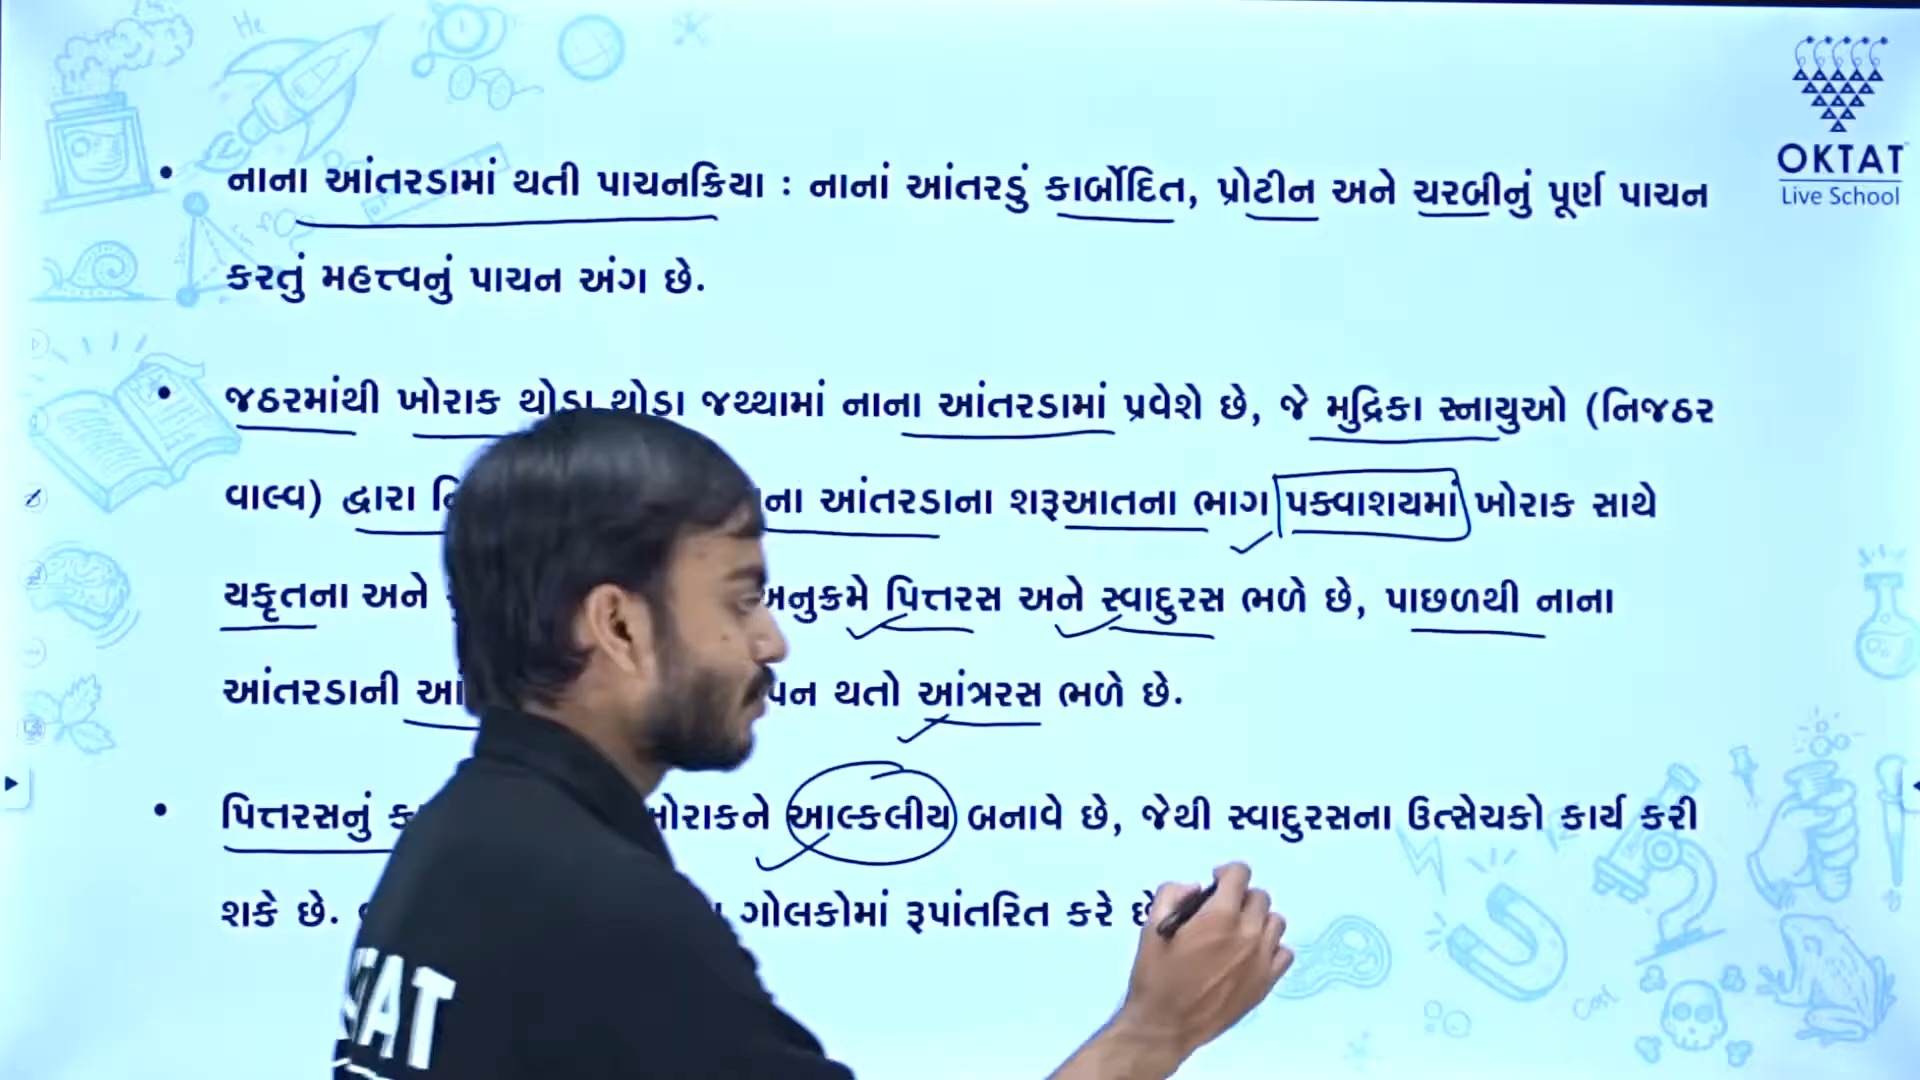 નાના આંતરડામાં થતી પાચનક્રિયા : નાનાં આંતરડું કાર્બોદિત, પ્રોટીન અને ચરબીનું પૂર્ણ પાચન
કરતું મહત્ત્વનું પાચન અંગ છે.
જઠરમાંથી ખોરાક થોડા થોડા જથ્થામાં નાના આંતરડામાં પ્રવેશે છે, જે મુદ્રિકા સ્નાયુઓ (નિજઠર
વાલ્વ) દ્વારા આંતરડાના શરૂઆતના ભાગ પક્વાશયમાં ખોરાક સાથે
યકૃતના અને અનુક્રમે પિત્તરસ અને સ્વાદુરસ ભળે છે, પાછળથી નાના
આંતરડાની થતો આંત્રરસ ભળે છે.
પિત્તરસનું આલ્કલીય બનાવે છે, જેથી સ્વાદુરસના ઉત્સેચકો કાર્ય કરી
શકે છે. ગોલકોમાં રૂપાંતરિત કરે
OKTAT
Live School
He
Cost